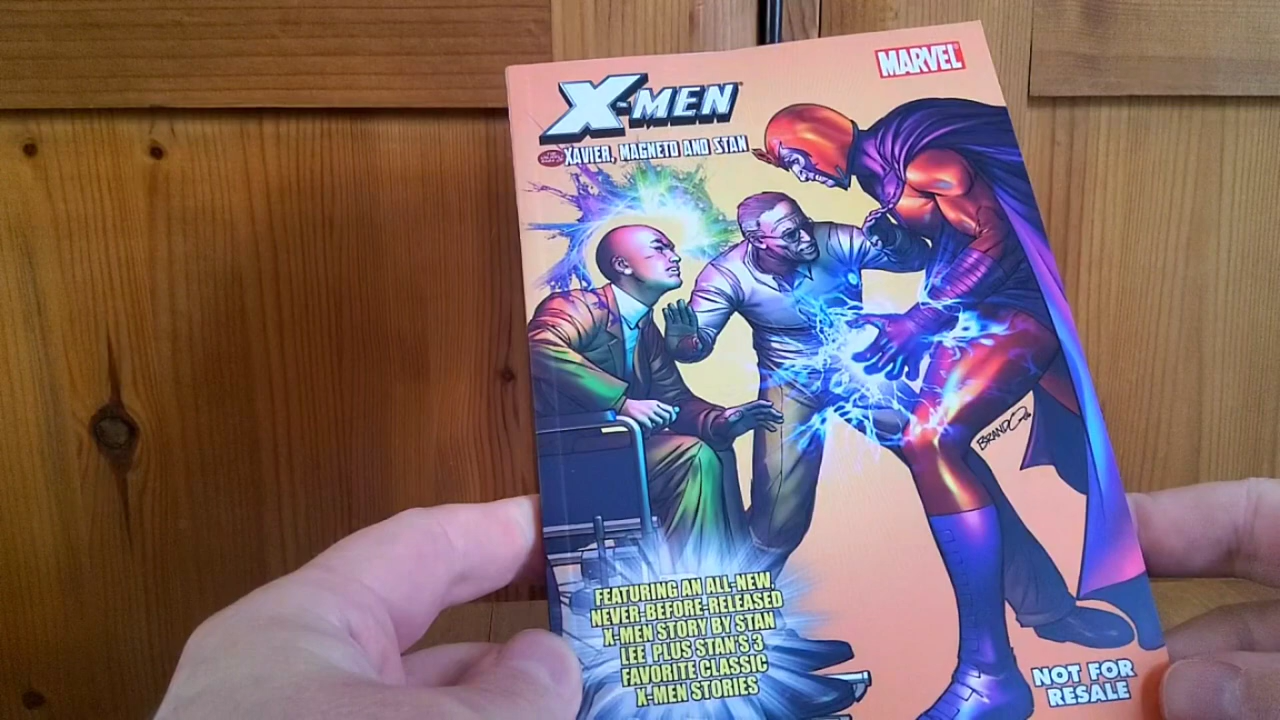 MARVEL
X-MEN
XAVIER, MAGNETO AND STAN
FEATURING AN ALL-NEW,
NEVER-BEFORE-RELEASED
X-MEN STORY BY STAN
LEE PLUS STAN'S 3
FAVORITE CLASSIC
X-MEN STORIES
NOT FOR
RESALE